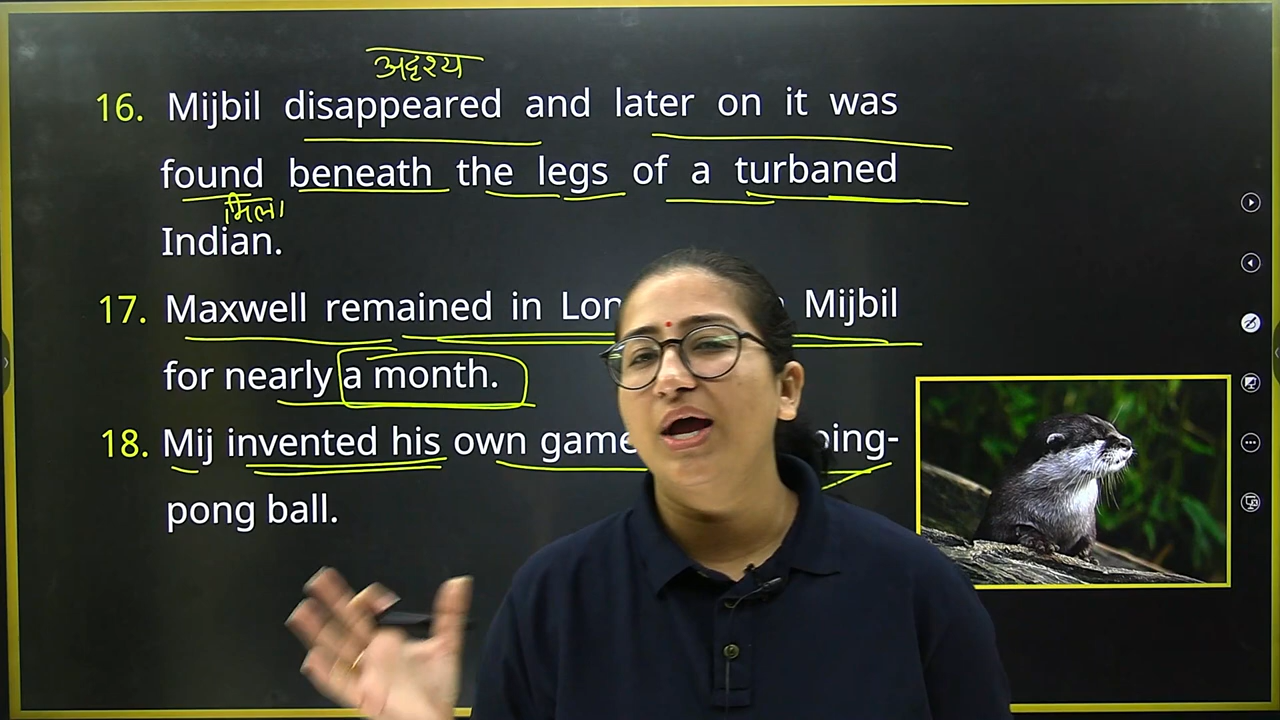 अदृश्य
16. Mijbil disappeared and later on it was
found beneath the legs of a turbaned
मिला
Indian.
17. Maxwell remained in Lon Mijbil
for nearly a month.
18. Mij invented his own game ping-
pong ball.